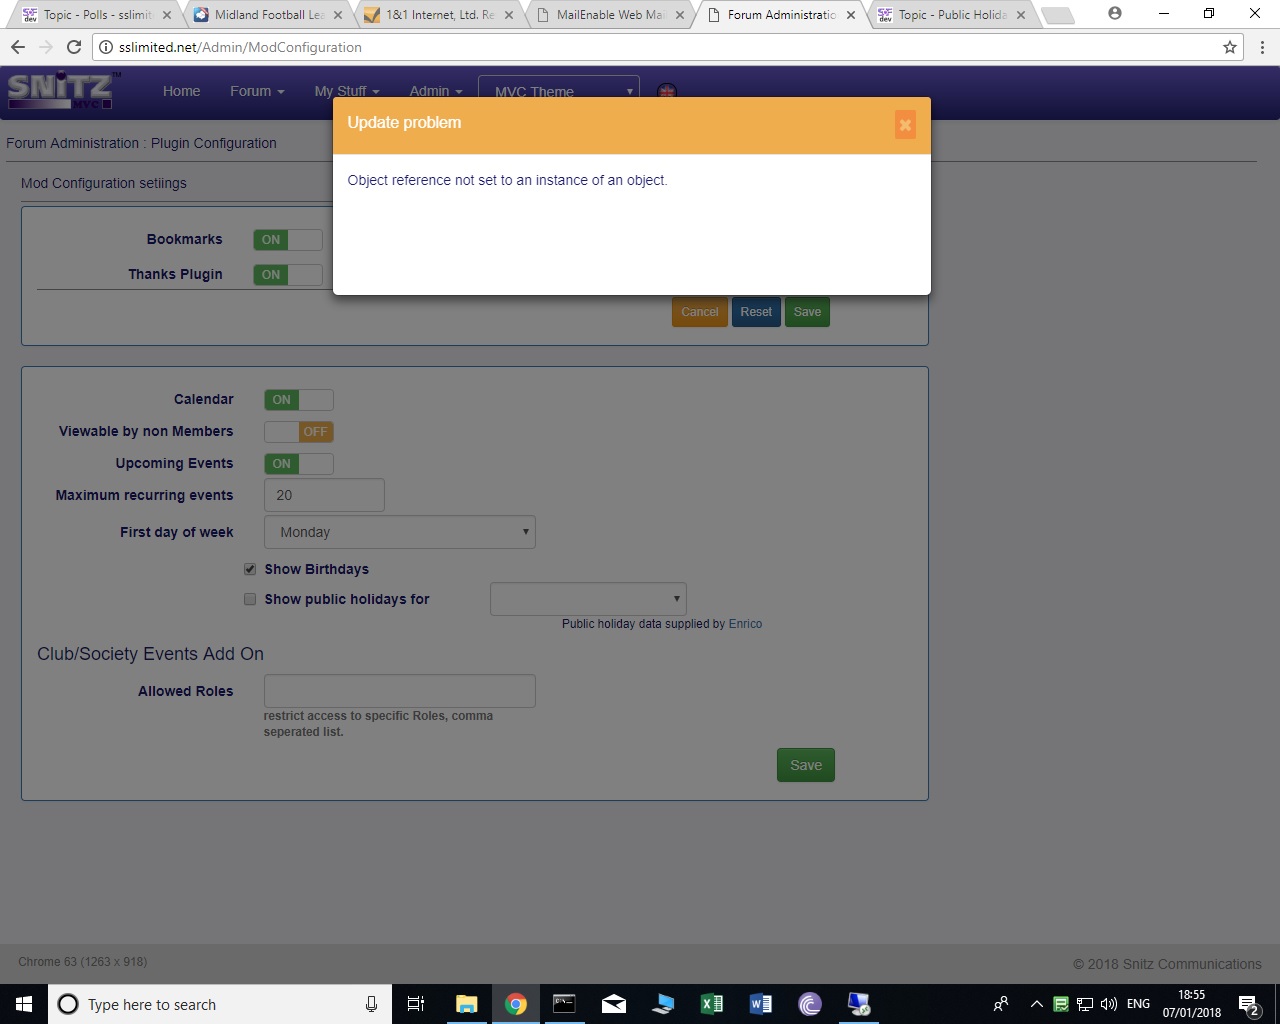 Topic - Polls - sslimit
Midland Football Lea
1&1 Internet, Ltd. Re
MailEnable Web Mai
Forum Administratio
Topic - Public Holida
sslimited.net/Admin/ModConfiguration
SNiTZ™
MVC
Home
Forum
My Stuff
Admin
MVC Theme
Update problem
Forum Administration : Plugin Configuration
Object reference not set to an instance of an object.
Mod Configuration setiings
Bookmarks ON
Thanks Plugin ON
Cancel Reset Save
Calendar ON
Viewable by non Members OFF
Upcoming Events ON
Maximum recurring events 20
First day of week Monday
Show Birthdays
Show public holidays for
Public holiday data supplied by Enrico
Club/Society Events Add On
Allowed Roles
restrict access to specific Roles, comma
seperated list.
Save
Chrome 63 (1263 x 918)
© 2018 Snitz Communications
Type here to search
ENG
18:55
07/01/2018
2